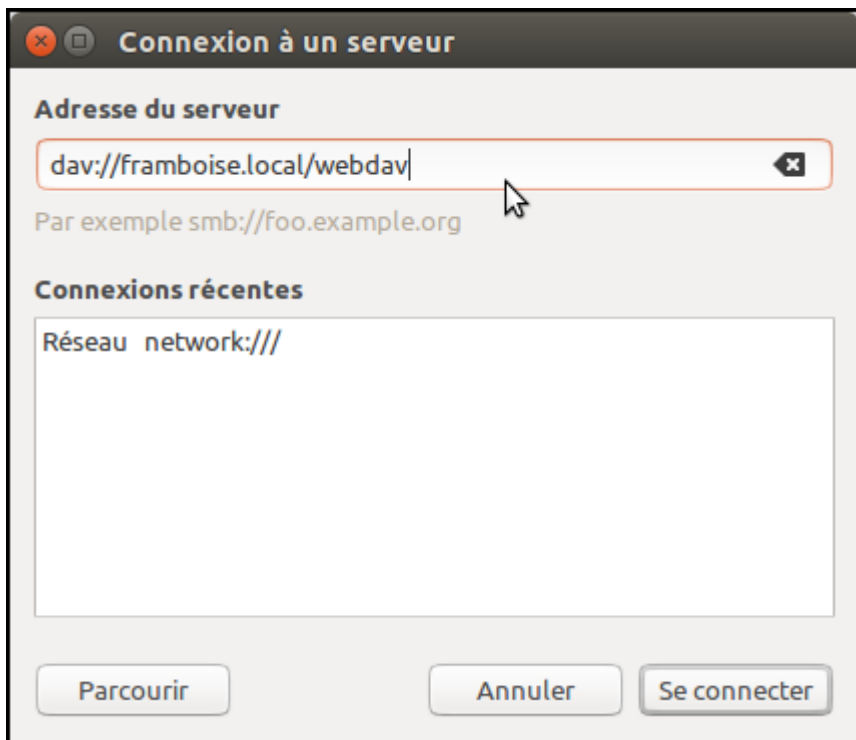 Connexion à un serveur
Adresse du serveur
dav://framboise.local/webdav
Par exemple smb://foo.example.org
Connexions récentes
Réseau network:///
Parcourir Annuler Se connecter